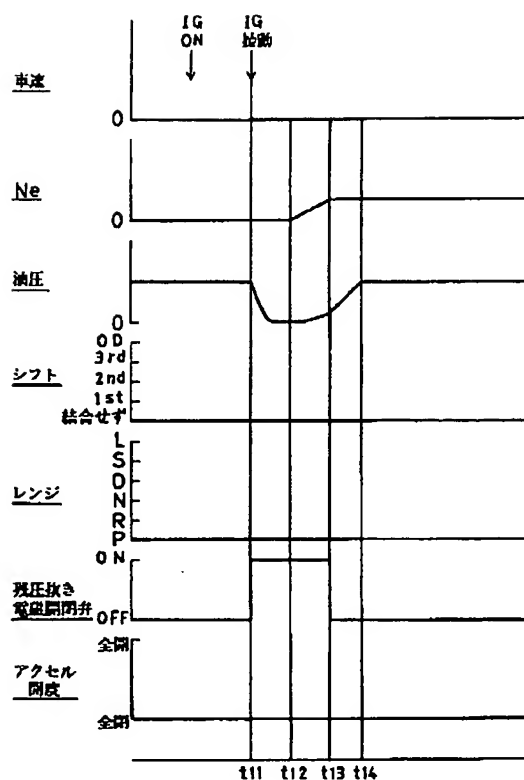 IG
ON
IG
始動
車速
0
Ne
0
油圧
0
シフト
OD
3rd
2nd
1st
結合せず
レンジ
L
S
D
N
R
P
残圧抜き
電磁開閉弁
ON
OFF
アクセル
開度
全開
全閉
t11 t12 t13 t14